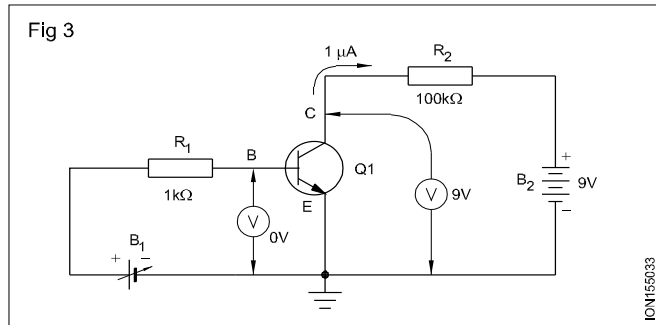 Fig 3
1 µA
R2
100kΩ
C
R1
1kΩ
B
Q1
E
V
0V
V
9V
B2
+
9V
–
B1
+
–
ION155033